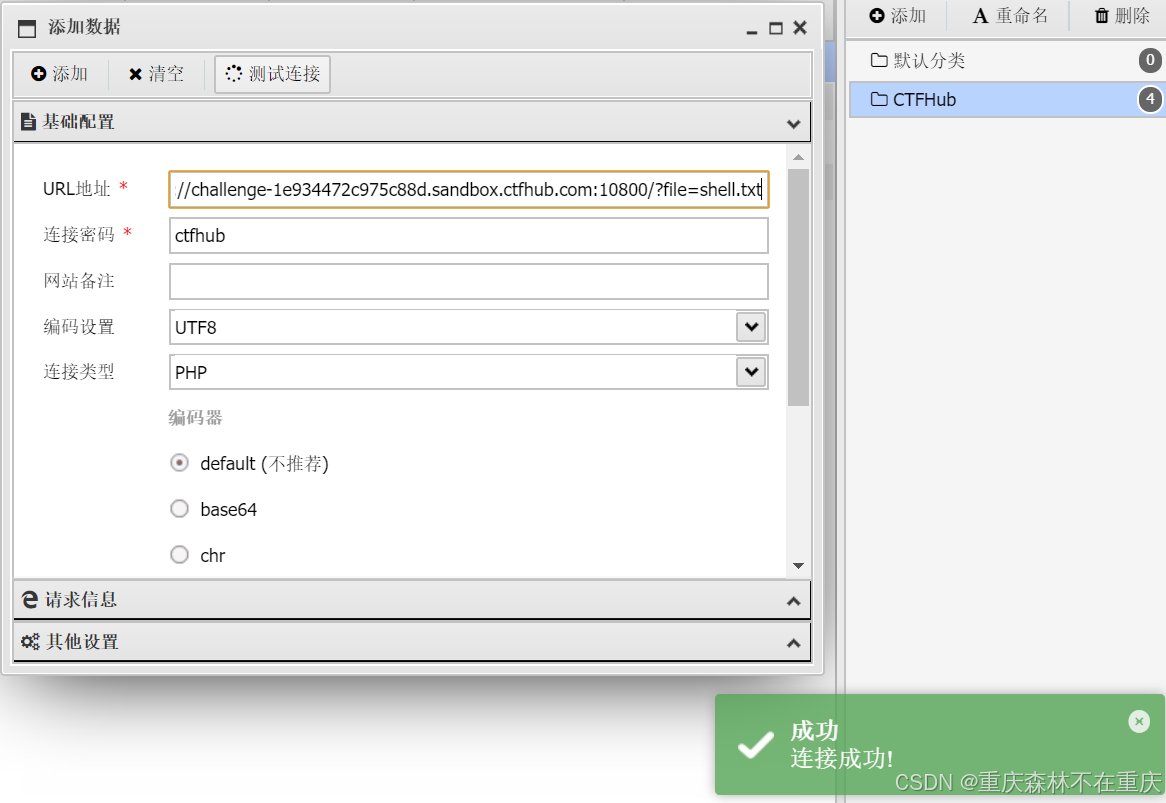 添加数据
添加 清空 测试连接
基础配置
URL地址 * ://challenge-1e934472c975c88d.sandbox.ctfhub.com:10800/?file=shell.txt
连接密码 * ctfhub
网站备注
编码设置 UTF8
连接类型 PHP
编码器
default (不推荐)
base64
chr
请求信息
其他设置
添加 重命名 删除
默认分类 0
CTFHub 4
成功
连接成功!
CSDN @重庆森林不在重庆